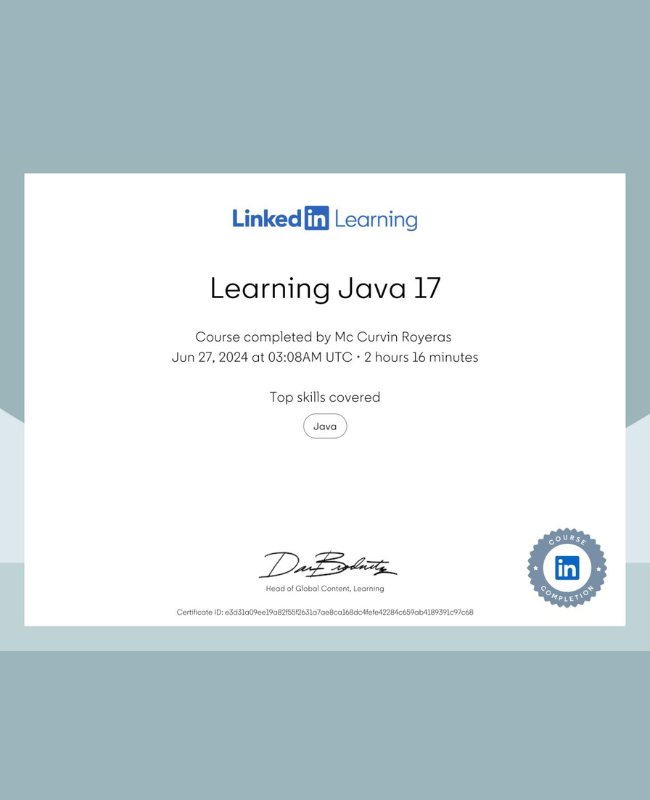 Linked in Learning
Learning Java 17
Course completed by Mc Curvin Royeras
Jun 27, 2024 at 03:08AM UTC • 2 hours 16 minutes
Top skills covered
Java
Head of Global Content, Learning
COURSE
in
COMPLETION
Certificate ID: e3d31a09ee19a82f55f2631a7ae8ca168dc4fefe42284c659ab4189391c97c68